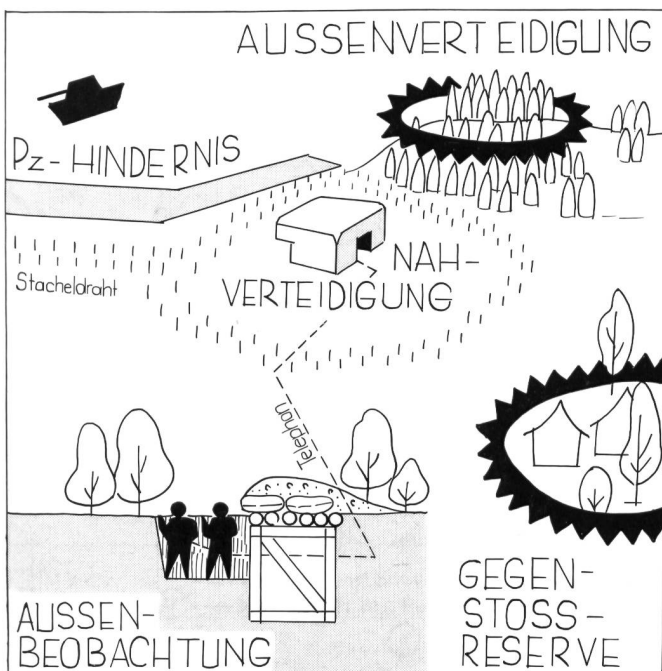 AUSSENVERTEIDIGUNG
Pz-HINDERNIS
Stacheldraht
NAH-
VERTEIDIGUNG
Telephon
AUSSEN-
BEOBACHTUNG
GEGEN-
STOSS-
RESERVE